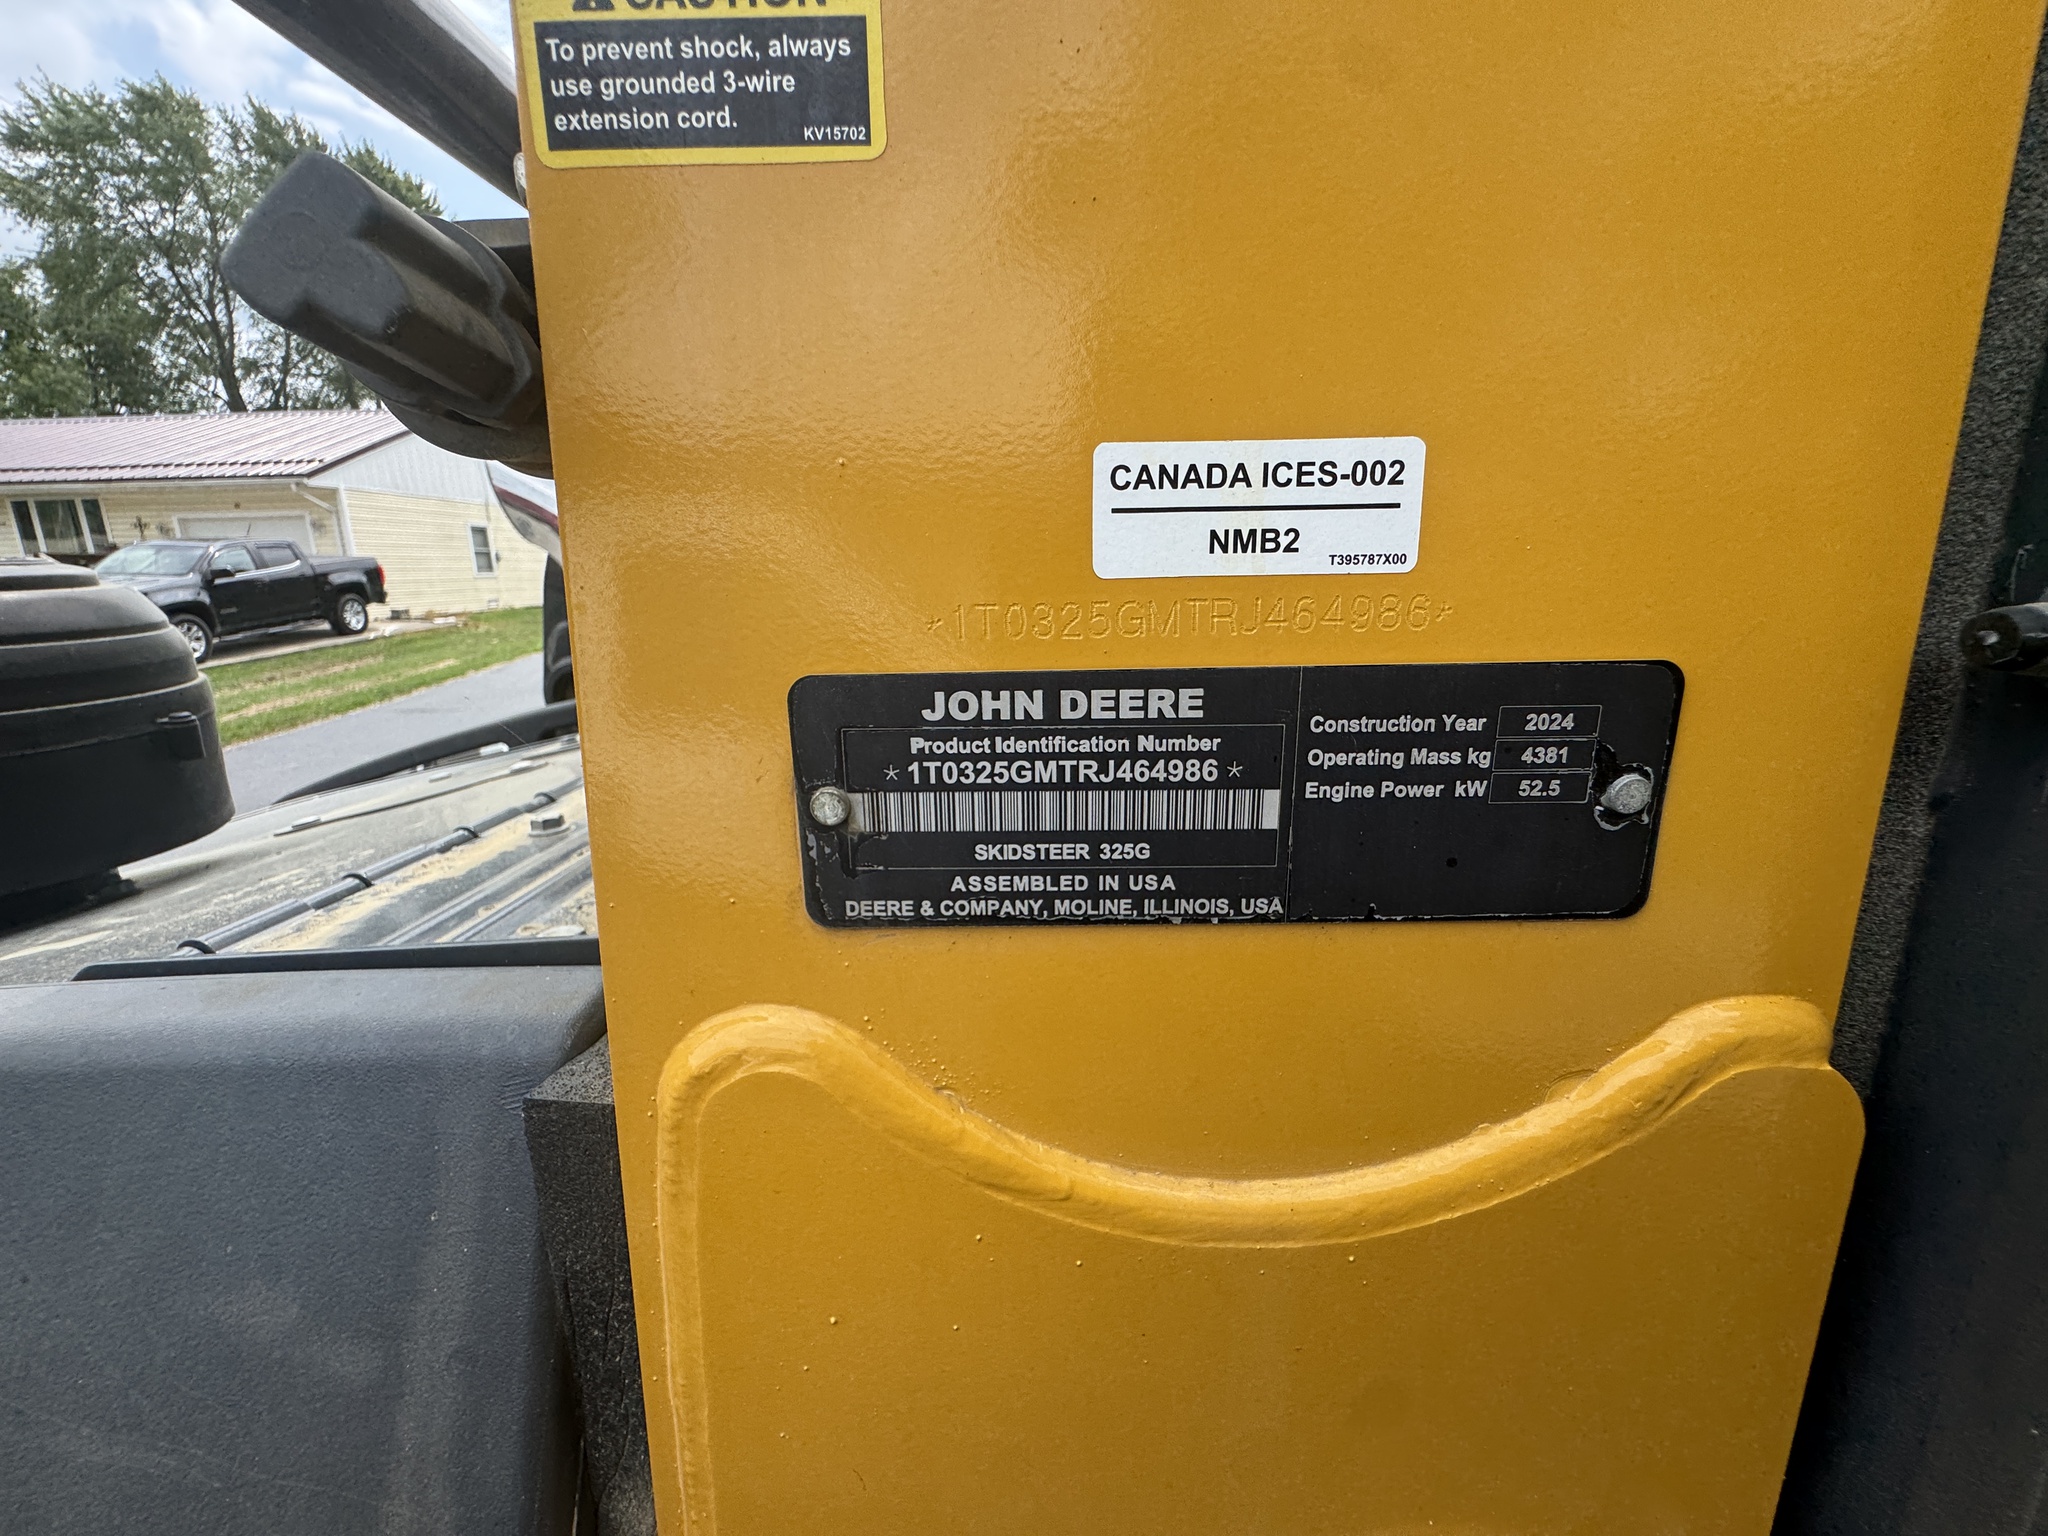 CAUTION
To prevent shock, always
use grounded 3-wire
extension cord.
KV15702
CANADA ICES-002
NMB2
T395787X00
*1T0325GMTRJ464986*
JOHN DEERE
Product Identification Number
*1T0325GMTRJ464986*
SKIDSTEER 325G
ASSEMBLED IN USA
DEERE & COMPANY, MOLINE, ILLINOIS, USA
Construction Year 2024
Operating Mass kg 4381
Engine Power kW 52.5